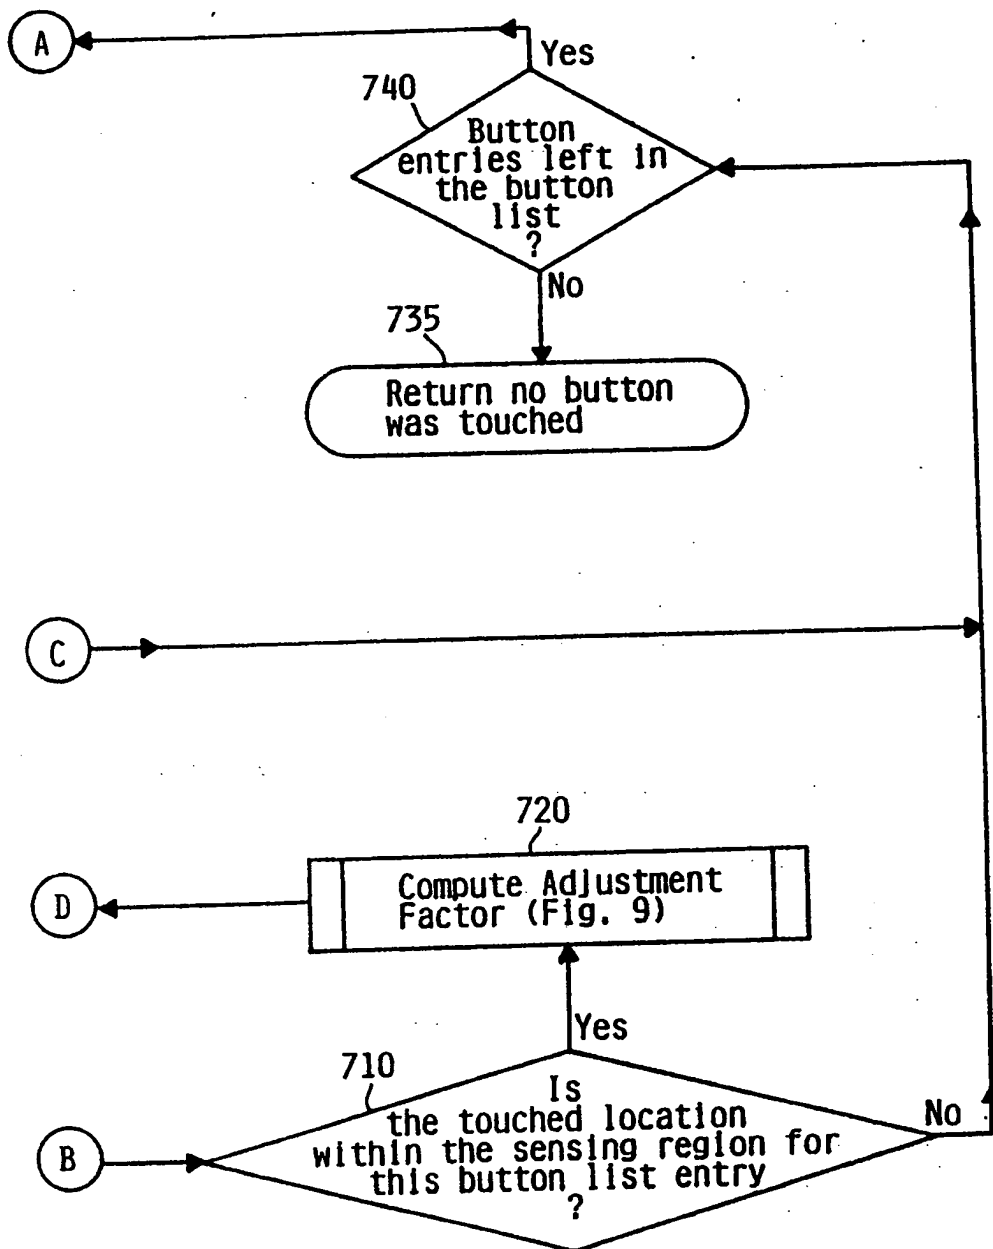 A
Yes
740
Button
entries left in
the button
list
?
No
735
Return no button
was touched
C
720
D
Compute Adjustment
Factor (Fig. 9)
Yes
710
Is
the touched location
within the sensing region for
this button list entry
?
No
B